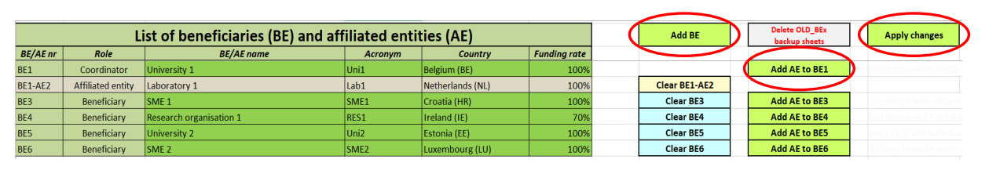 List of beneficiaries (BE) and affiliated entities (AE) Add BE Delete OLD_BEx Apply changes
backup sheets
BE/AE nr Role BE/AE name Acronym Country Funding rate
BE1 Coordinator University 1 Uni1 Belgium (BE) 100% Add AE to BE1
BE1-AE2 Affiliated entity Laboratory 1 Lab1 Netherlands (NL) 100% Clear BE1-AE2
BE3 Beneficiary SME 1 SME1 Croatia (HR) 100% Clear BE3 Add AE to BE3
BE4 Beneficiary Research organisation 1 RES1 Ireland (IE) 70% Clear BE4 Add AE to BE4
BE5 Beneficiary University 2 Uni2 Estonia (EE) 100% Clear BE5 Add AE to BE5
BE6 Beneficiary SME 2 SME2 Luxembourg (LU) 100% Clear BE6 Add AE to BE6